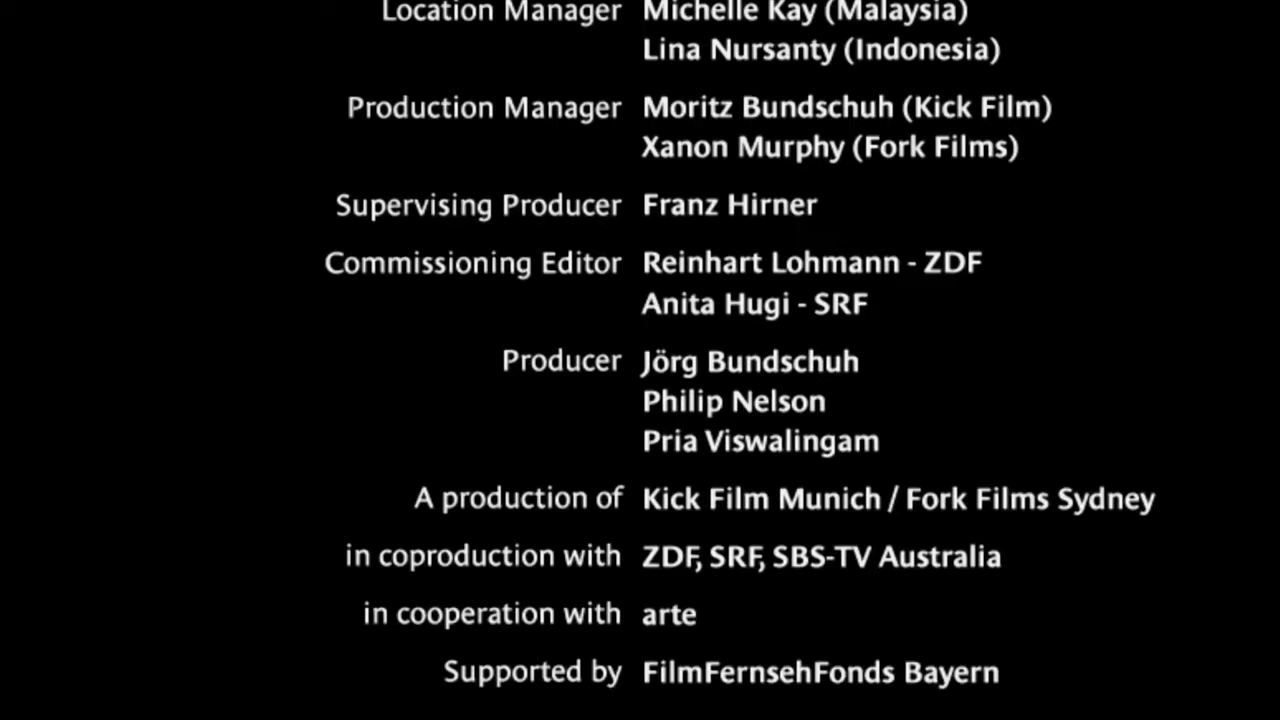 Location Manager Michelle Kay (Malaysia)
Lina Nursanty (Indonesia)
Production Manager Moritz Bundschuh (Kick Film)
Xanon Murphy (Fork Films)
Supervising Producer Franz Hirner
Commissioning Editor Reinhart Lohmann - ZDF
Anita Hugi - SRF
Producer Jörg Bundschuh
Philip Nelson
Pria Viswalingam
A production of Kick Film Munich / Fork Films Sydney
in coproduction with ZDF, SRF, SBS-TV Australia
in cooperation with arte
Supported by FilmFernsehFonds Bayern